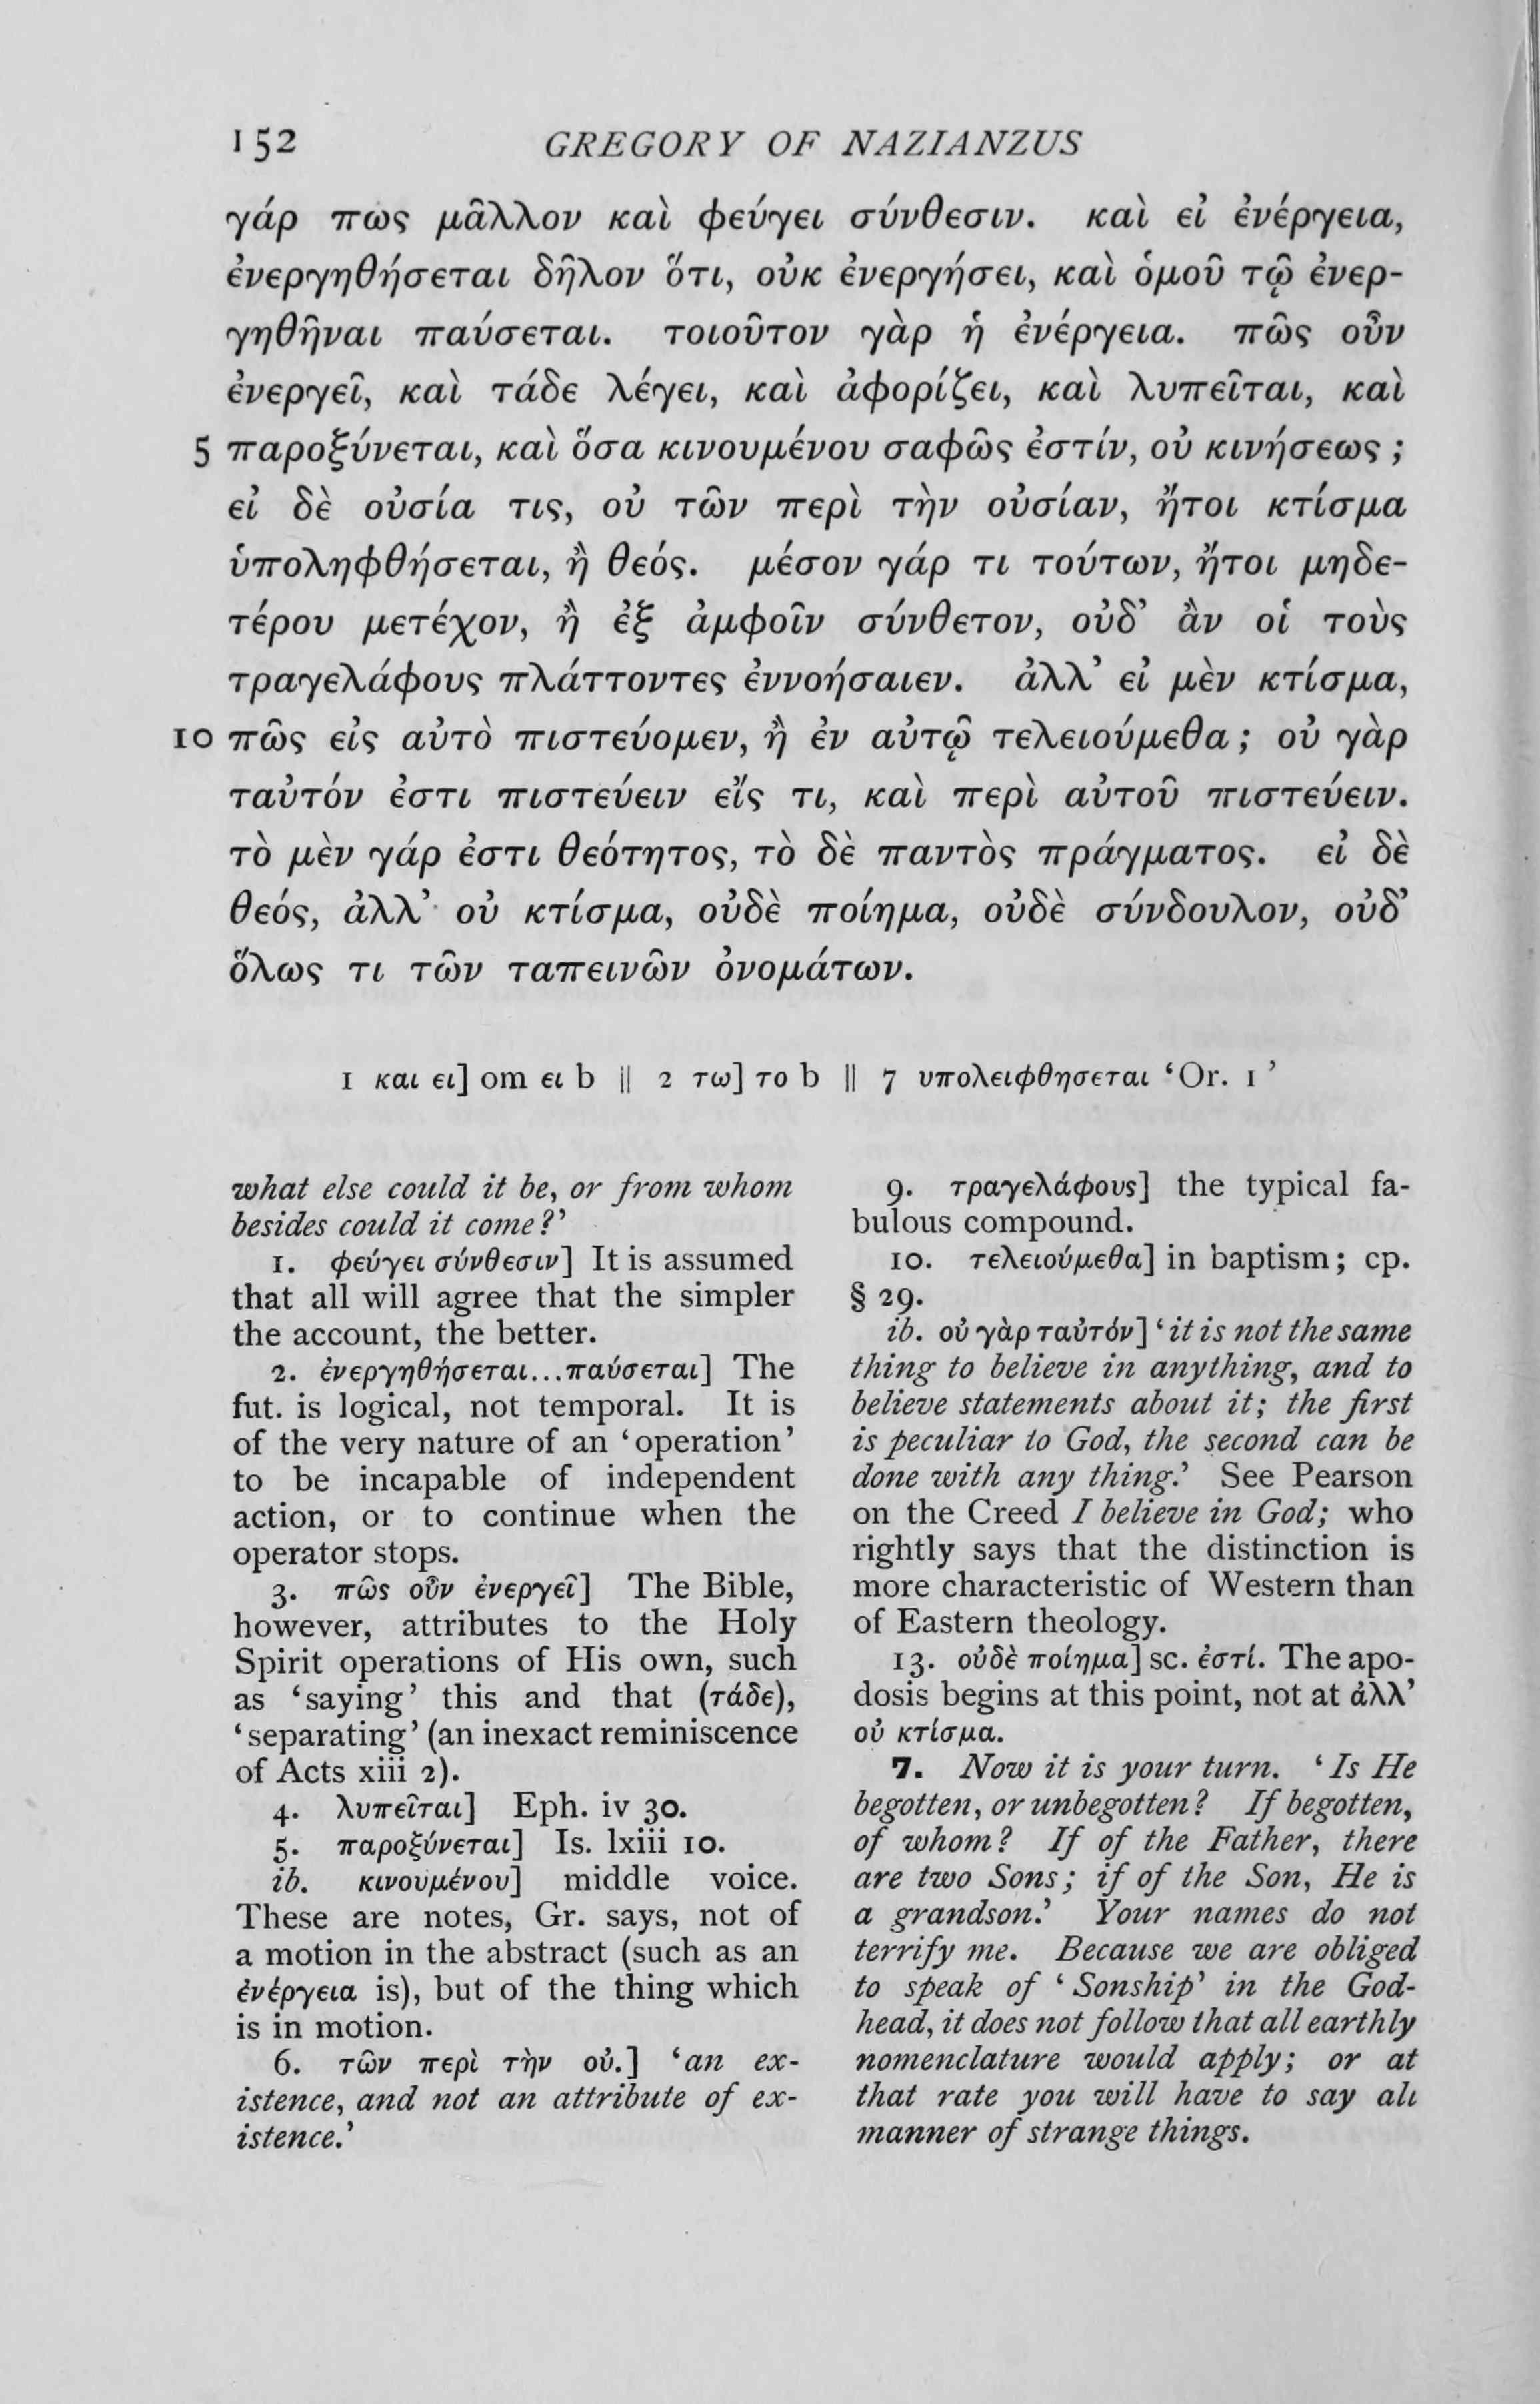 152 GREGORY OF NAZIANZUS
γάρ πως μᾶλλον καὶ φεύγει σύνθεσιν. καὶ εἰ ἐνέργεια,
ἐνεργηθήσεται δῆλον ὅτι, οὐκ ἐνεργήσει, καὶ ὁμοῦ τῷ ἐνερ-
γηθῆναι παύσεται. τοιοῦτον γὰρ ἡ ἐνέργεια. πῶς οὖν
ἐνεργεῖ, καὶ τάδε λέγει, καὶ ἀφορίζει, καὶ λυπεῖται, καὶ
5 παροξύνεται, καὶ ὅσα κινουμένου σαφῶς ἐστίν, οὐ κινήσεως ;
εἰ δὲ οὐσία τις, οὐ τῶν περὶ τὴν οὐσίαν, ἤτοι κτίσμα
ὑποληφθήσεται, ἢ θεός. μέσον γάρ τι τούτων, ἤτοι μηδε-
τέρου μετέχον, ἢ ἐξ ἀμφοῖν σύνθετον, οὐδ’ ἂν οἱ τοὺς
τραγελάφους πλάττοντες ἐννοήσαιεν. ἀλλ’ εἰ μὲν κτίσμα,
10 πῶς εἰς αὐτὸ πιστεύομεν, ἢ ἐν αὐτῷ τελειούμεθα ; οὐ γὰρ
ταὐτόν ἐστι πιστεύειν εἴς τι, καὶ περὶ αὐτοῦ πιστεύειν.
τὸ μὲν γάρ ἐστι θεότητος, τὸ δὲ παντὸς πράγματος. εἰ δὲ
θεός, ἀλλ’ οὐ κτίσμα, οὐδὲ ποίημα, οὐδὲ σύνδουλον, οὐδ’
ὅλως τι τῶν ταπεινῶν ὀνομάτων.
1 και ει] om ει b || 2 τω] το b || 7 υπολειφθησεται ‘Or. 1’
what else could it be, or from whom
besides could it come?’
1. φεύγει σύνθεσιν] It is assumed
that all will agree that the simpler
the account, the better.
2. ἐνεργηθήσεται...παύσεται] The
fut. is logical, not temporal. It is
of the very nature of an ‘operation’
to be incapable of independent
action, or to continue when the
operator stops.
3. πῶς οὖν ἐνεργεῖ] The Bible,
however, attributes to the Holy
Spirit operations of His own, such
as ‘saying’ this and that (τάδε),
‘separating’ (an inexact reminiscence
of Acts xiii 2).
4. λυπεῖται] Eph. iv 30.
5. παροξύνεται] Is. lxiii 10.
ib. κινουμένου] middle voice.
These are notes, Gr. says, not of
a motion in the abstract (such as an
ἐνέργεια is), but of the thing which
is in motion.
6. τῶν περὶ τὴν οὐ.] ‘an ex-
istence, and not an attribute of ex-
istence.’
9. τραγελάφους] the typical fa-
bulous compound.
10. τελειούμεθα] in baptism; cp.
§ 29.
ib. οὐ γὰρ ταὐτόν] ‘it is not the same
thing to believe in anything, and to
believe statements about it; the first
is peculiar to God, the second can be
done with any thing.’ See Pearson
on the Creed I believe in God; who
rightly says that the distinction is
more characteristic of Western than
of Eastern theology.
13. οὐδὲ ποίημα] sc. ἐστί. The apo-
dosis begins at this point, not at ἀλλ’
οὐ κτίσμα.
7. Now it is your turn. ‘Is He
begotten, or unbegotten? If begotten,
of whom? If of the Father, there
are two Sons; if of the Son, He is
a grandson.’ Your names do not
terrify me. Because we are obliged
to speak of ‘Sonship’ in the God-
head, it does not follow that all earthly
nomenclature would apply; or at
that rate you will have to say all
manner of strange things.